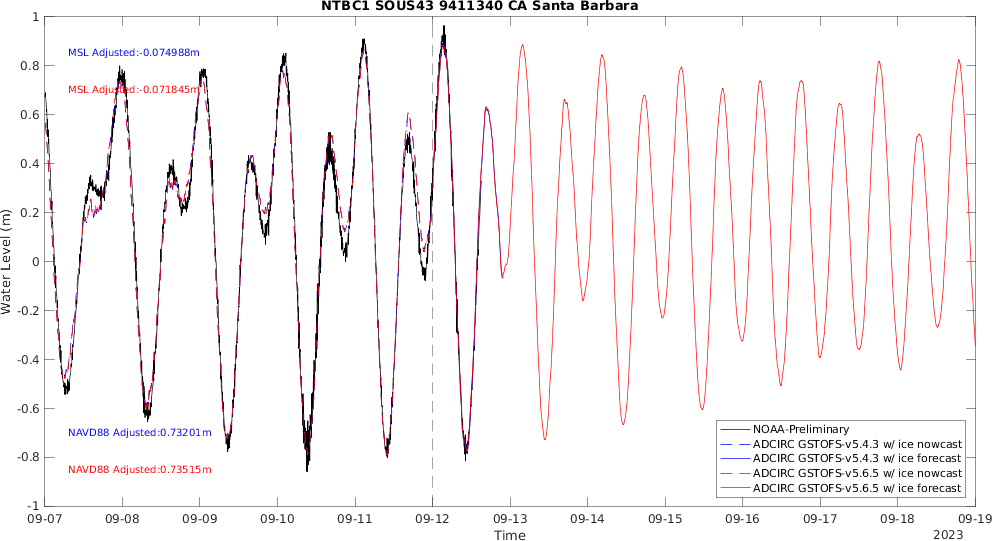 NTBC1 SOUS43 9411340 CA Santa Barbara
1
0.8
0.6
0.4
0.2
0
-0.2
-0.4
-0.6
-0.8
-1
Water Level (m)
MSL Adjusted:-0.074988m
MSL Adjusted:-0.071845m
NAVD88 Adjusted:0.73201m
NAVD88 Adjusted:0.73515m
NOAA-Preliminary
ADCIRC GSTOFS-v5.4.3 w/ ice nowcast
ADCIRC GSTOFS-v5.4.3 w/ ice forecast
ADCIRC GSTOFS-v5.6.5 w/ ice nowcast
ADCIRC GSTOFS-v5.6.5 w/ ice forecast
09-07 09-08 09-09 09-10 09-11 09-12 09-13 09-14 09-15 09-16 09-17 09-18 09-19
Time
2023